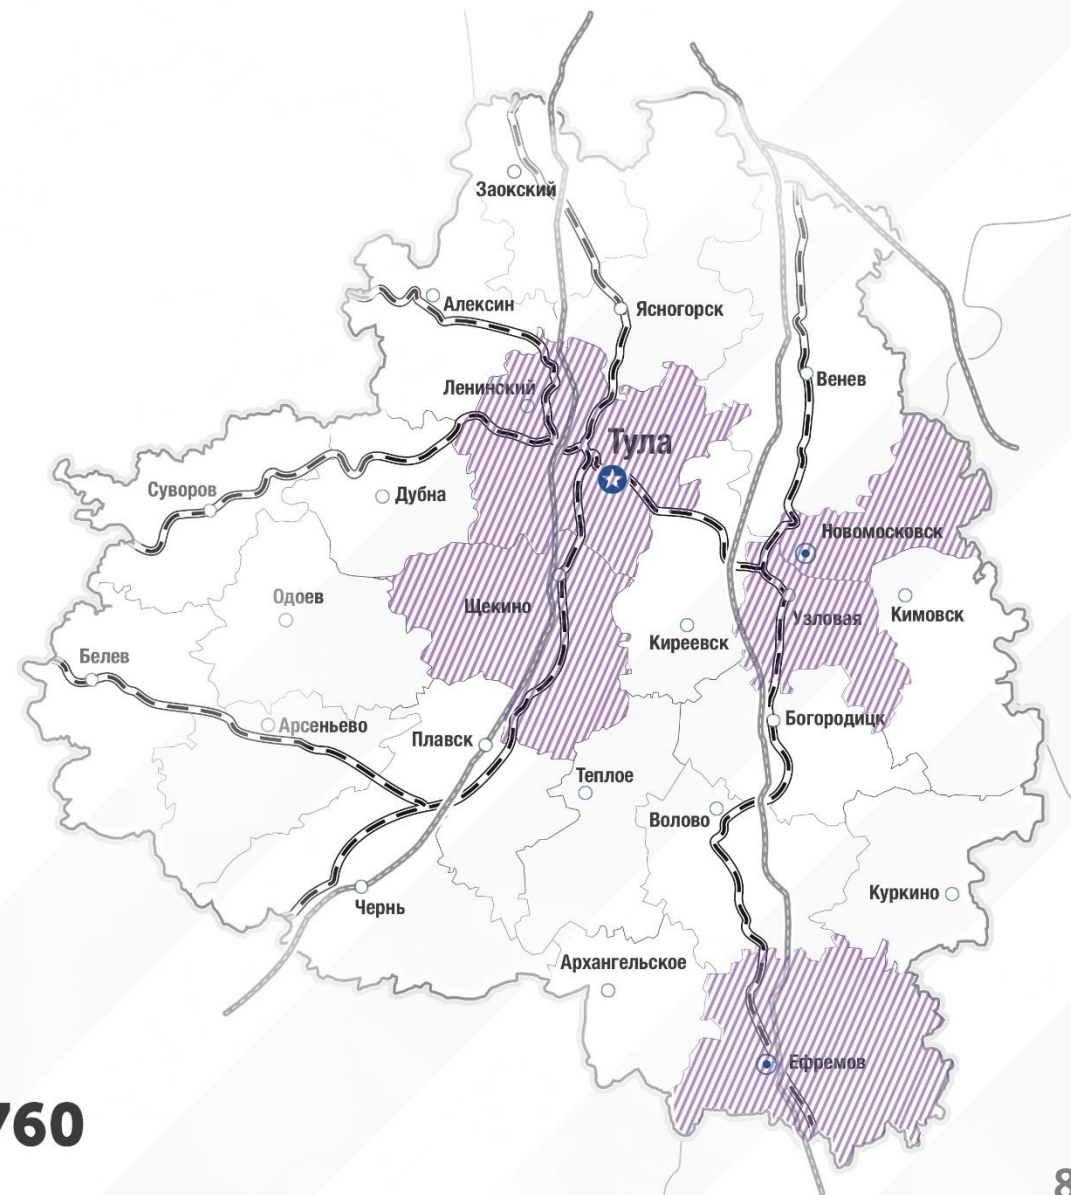 Заокский
Алексин
Ясногорск
Ленинский
Венев
Тула
Суворов
Дубна
Новомосковск
Одоев
Щекино
Узловая
Кимовск
Киреевск
Белев
Арсеньево
Плавск
Богородицк
Теплое
Волово
Куркино
Чернь
Архангельское
Ефремов
760
8